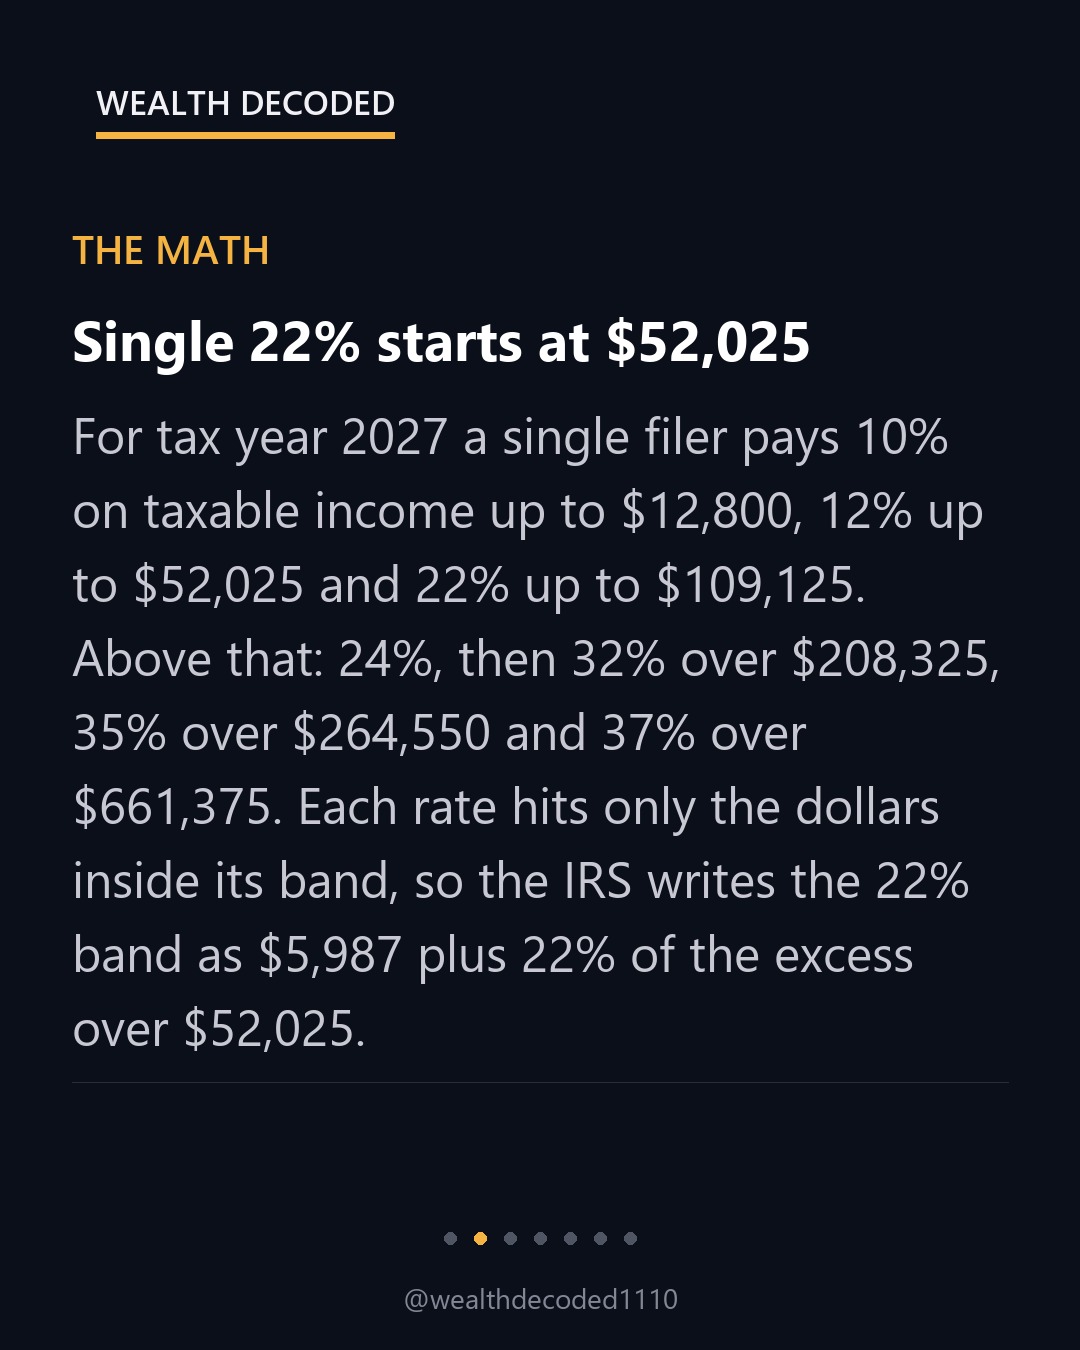 WEALTH DECODED
THE MATH
Single 22% starts at $52,025
For tax year 2027 a single filer pays 10%
on taxable income up to $12,800, 12% up
to $52,025 and 22% up to $109,125.
Above that: 24%, then 32% over $208,325,
35% over $264,550 and 37% over
$661,375. Each rate hits only the dollars
inside its band, so the IRS writes the 22%
band as $5,987 plus 22% of the excess
over $52,025.
@wealthdecoded1110